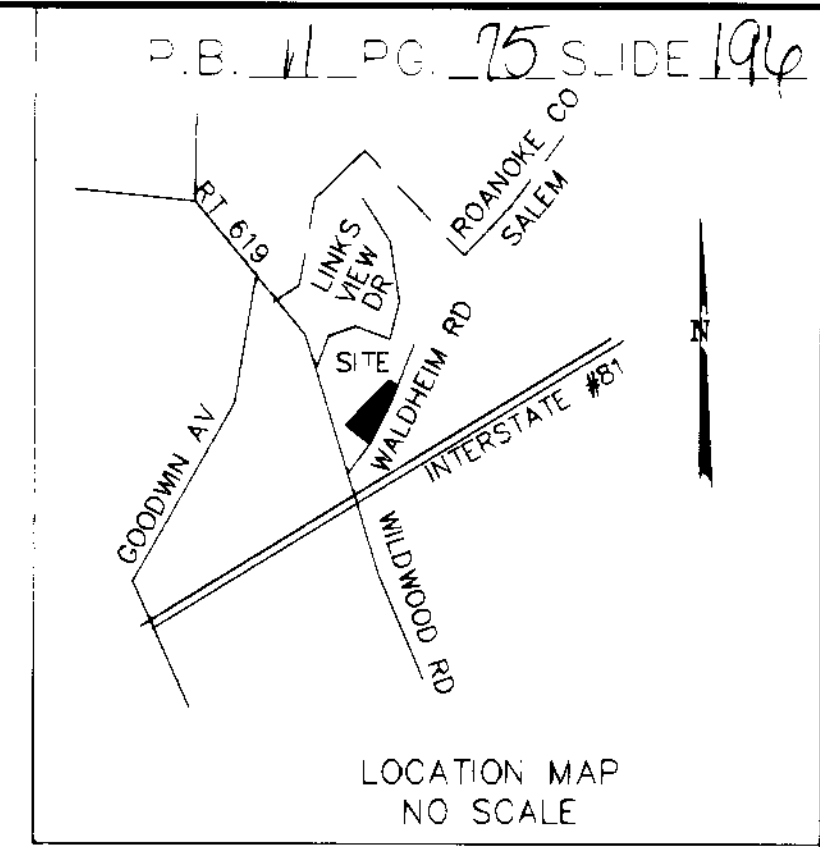 P.B. 11 PG. 75 SLIDE 196
ROANOKE CO
SALEM
RT 619
LINKS
VIEW
DR
N
SITE
WALDHEIM RD
INTERSTATE #81
GOODWIN AV
WILDWOOD RD
LOCATION MAP
NO SCALE